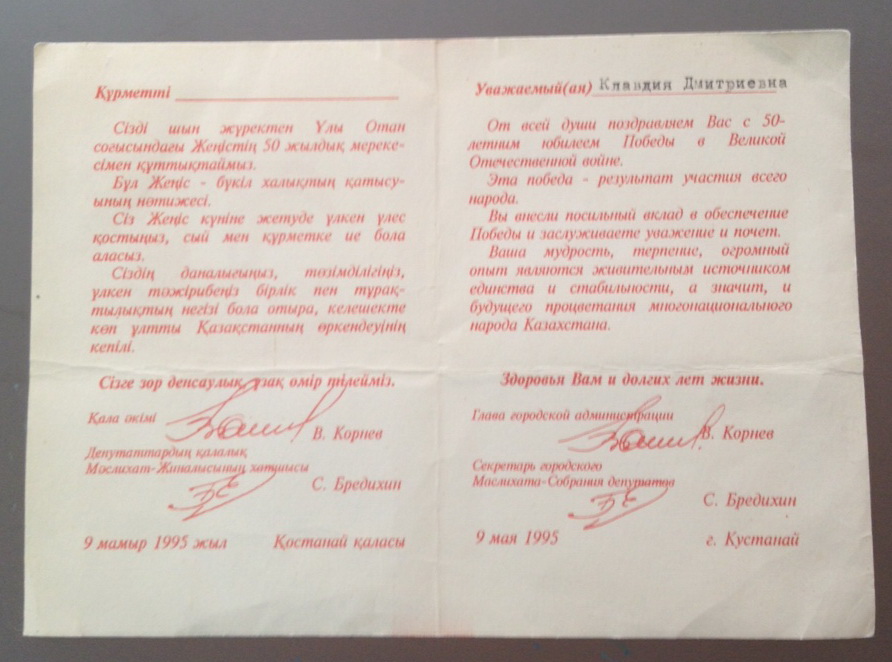 Құрметті
Сізді шын жүректен Ұлы Отан
соғысындағы Жеңістің 50 жылдық мереке-
сімен құттықтаймыз.
Бұл Жеңіс - бүкіл халықтың қатысу-
ының нәтижесі.
Сіз Жеңіс күніне жетуде үлкен үлес
қостыңыз, сый мен құрметке ие бола
аласыз.
Сіздің даналығыңыз, төзімділігіңіз,
үлкен тәжірибеңіз бірлік пен тұрақ-
тылықтың негізі бола отыра, келешекте
көп ұлтты Қазақстанның өркендеуінің
кепілі.
Сізге зор денсаулық, ұзақ өмір тілейміз.
Қала әкімі
В. Корнев
Депутаттардың қалалық
Мәслихат-Жиналысының хатшысы
С. Бредихин
9 мамыр 1995 жыл Қостанай қаласы
Уважаемый(ая) Клавдия Дмитриевна
От всей души поздравляем Вас с 50-
летним юбилеем Победы в Великой
Отечественной войне.
Эта победа - результат участия всего
народа.
Вы внесли посильный вклад в обеспечение
Победы и заслуживаете уважение и почет.
Ваша мудрость, терпение, огромный
опыт являются живительным источником
единства и стабильности, а значит, и
будущего процветания многонационального
народа Казахстана.
Здоровья Вам и долгих лет жизни.
Глава городской администрации
В. Корнев
Секретарь городского
Маслихата-Собрания депутатов
С. Бредихин
9 мая 1995 г. Кустанай